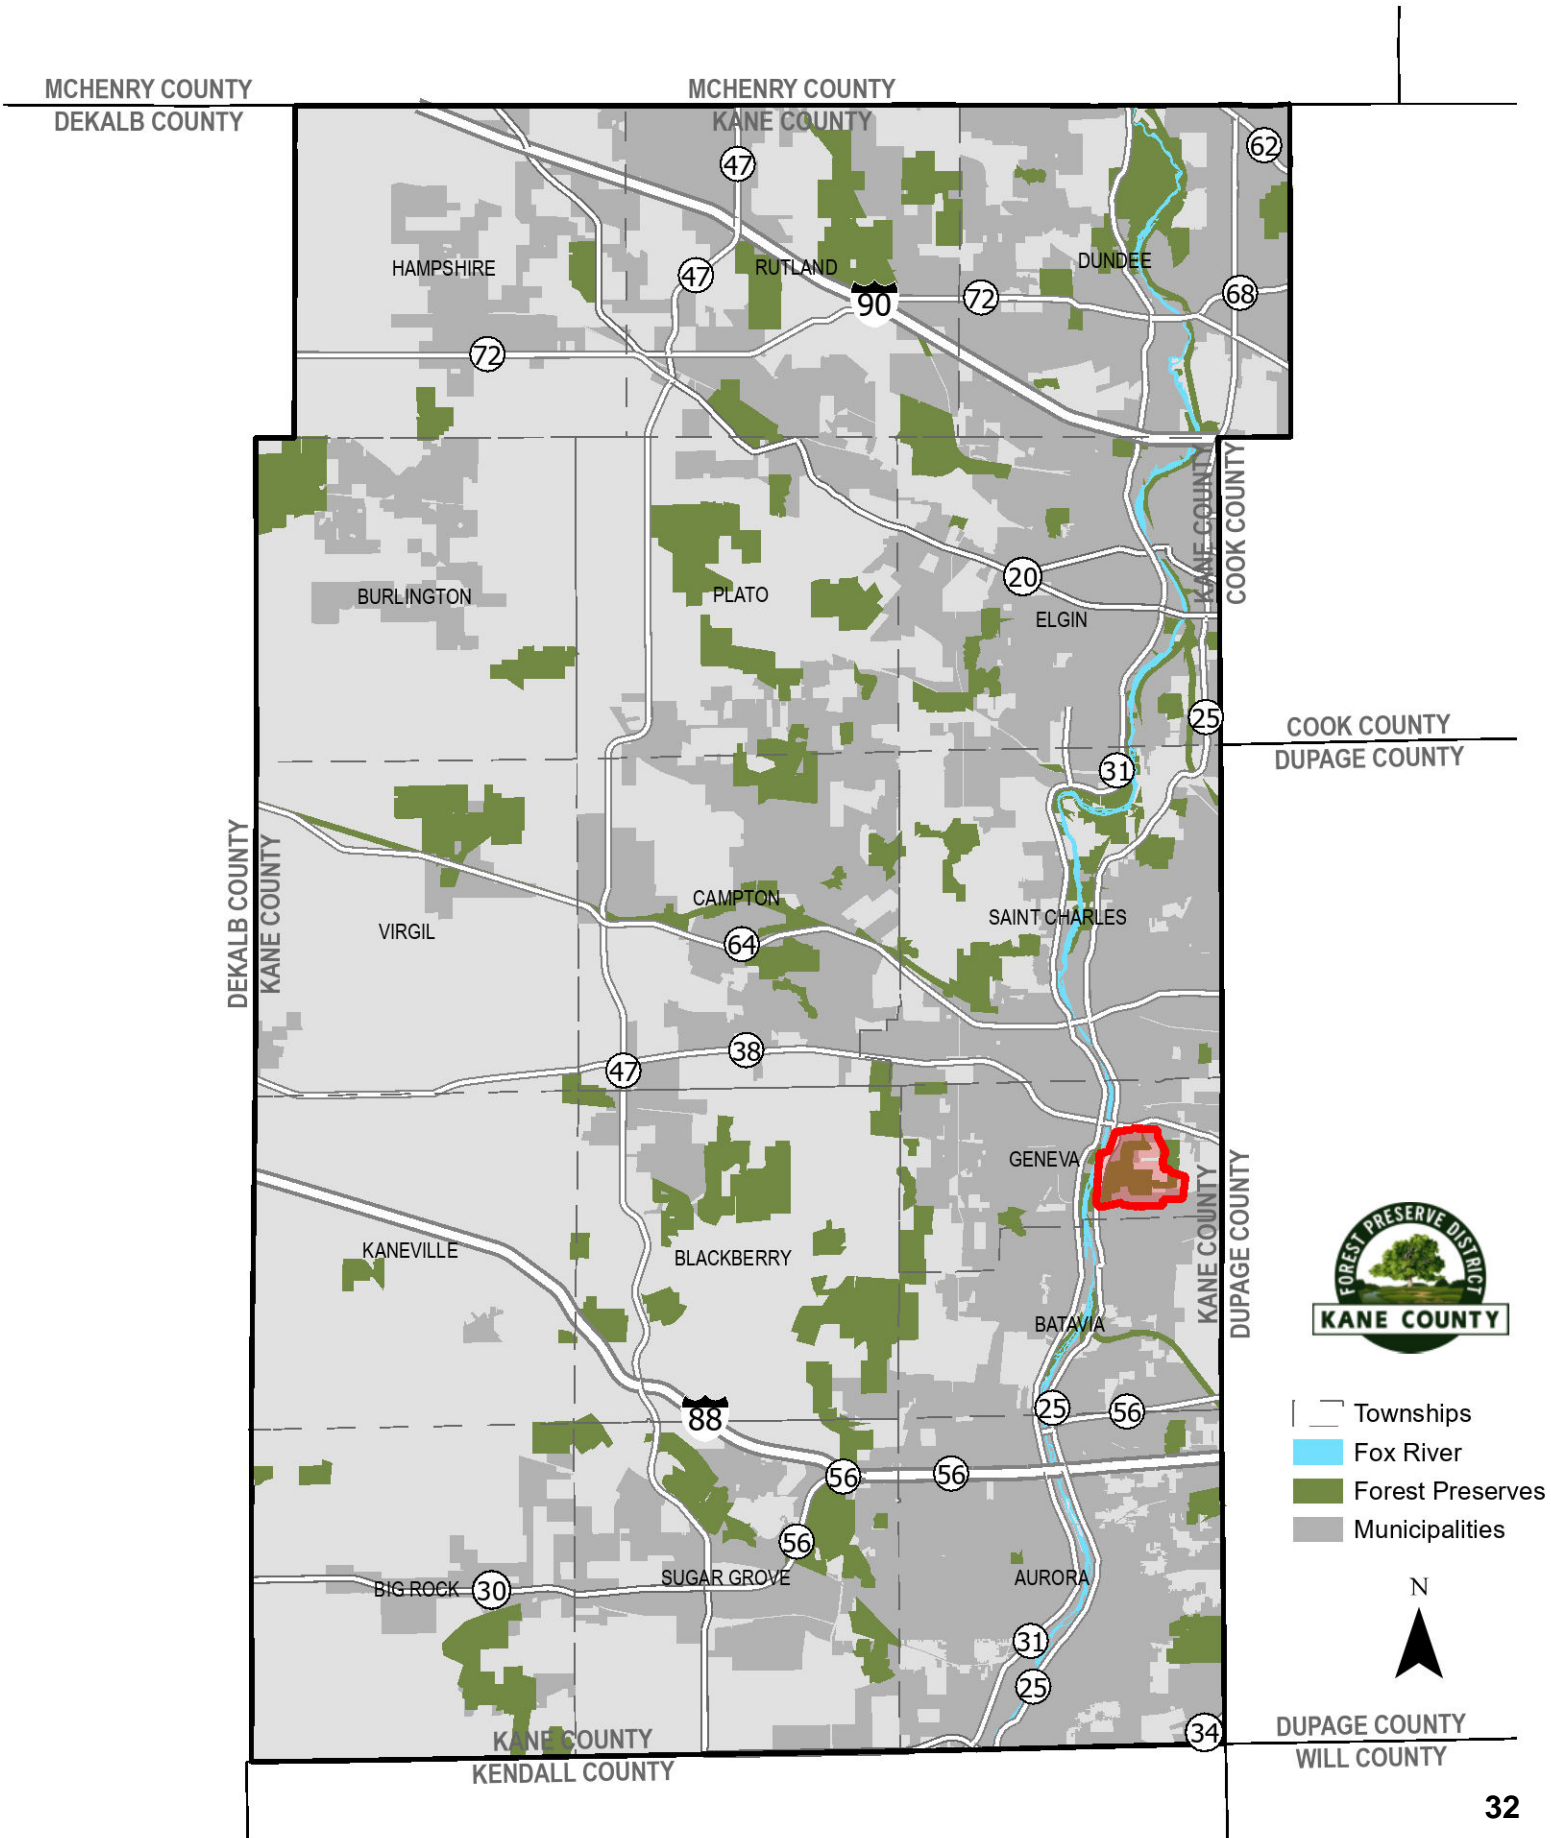 MCHENRY COUNTY
DEKALB COUNTY
MCHENRY COUNTY
KANE COUNTY
62
47
HAMPSHIRE
47
RUTLAND
DUNDEE
90
72
68
72
KANE COUNTY
COOK COUNTY
20
BURLINGTON
PLATO
ELGIN
25
COOK COUNTY
DUPAGE COUNTY
31
DEKALB COUNTY
KANE COUNTY
CAMPTON
SAINT CHARLES
VIRGIL
64
38
47
GENEVA
KANE COUNTY
DUPAGE COUNTY
KANEVILLE
BLACKBERRY
BATAVIA
FOREST PRESERVE DISTRICT
KANE COUNTY
88
25
56
Townships
Fox River
Forest Preserves
Municipalities
56
56
56
BIG ROCK
30
SUGAR GROVE
AURORA
N
31
25
34
KANE COUNTY
KENDALL COUNTY
DUPAGE COUNTY
WILL COUNTY
32